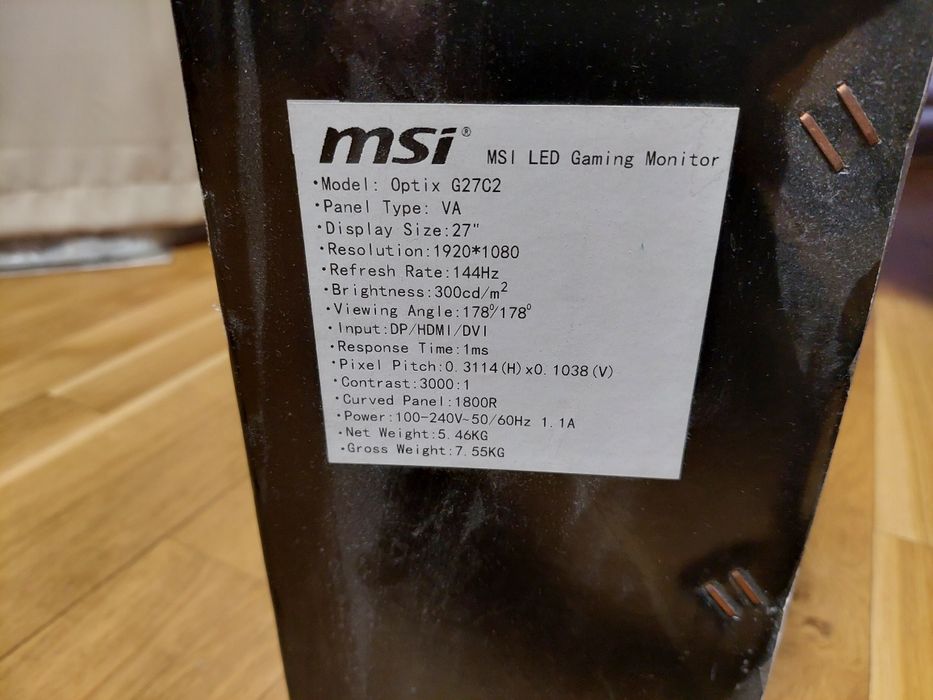 msi®
MSI LED Gaming Monitor
·Model: Optix G27C2
·Panel Type: VA
·Display Size:27"
·Resolution:1920*1080
·Refresh Rate:144Hz
·Brightness:300cd/m²
·Viewing Angle:178⁰/178⁰
·Input:DP/HDMI/DVI
·Response Time:1ms
·Pixel Pitch:0.3114(H)x0.1038(V)
·Contrast:3000:1
·Curved Panel:1800R
·Power:100-240V~50/60Hz 1.1A
·Net Weight:5.46KG
·Gross Weight:7.55KG